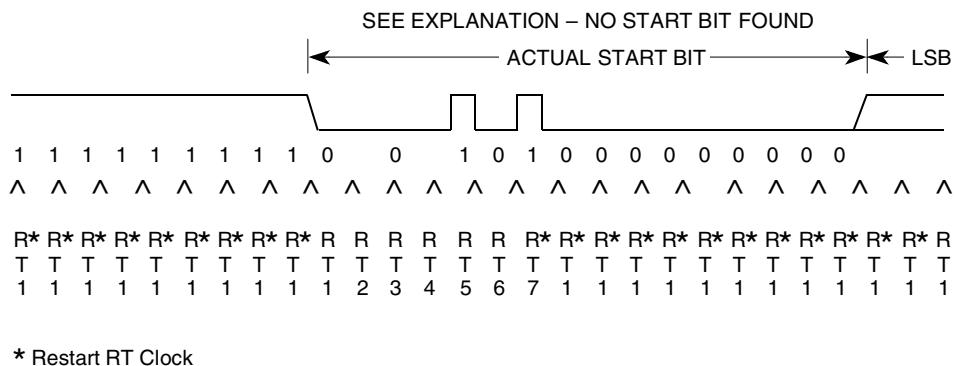 SEE EXPLANATION – NO START BIT FOUND
ACTUAL START BIT
LSB
1 1 1 1 1 1 1 1 1 0 0 1 0 1 0 0 0 0 0 0 0 0 0
^ ^ ^ ^ ^ ^ ^ ^ ^ ^ ^ ^ ^ ^ ^ ^ ^ ^ ^ ^ ^ ^ ^
R* R* R* R* R* R* R* R* R* R R R R R R R* R* R* R* R* R* R* R* R* R* R* R* R
T T T T T T T T T T T T T T T T T T T T T T T T T T T T
1 1 1 1 1 1 1 1 1 1 2 3 4 5 6 7 1 1 1 1 1 1 1 1 1 1 1 1
* Restart RT Clock